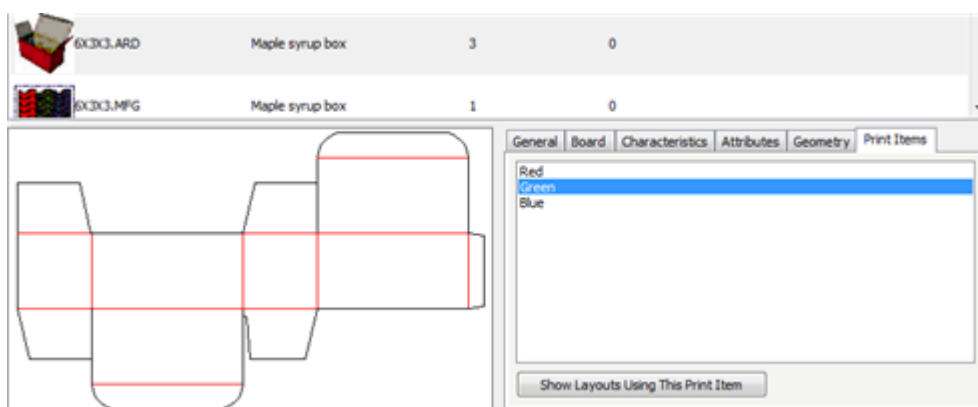 6X3X3.ARD Maple syrup box 3 0
6X3X3.MFG Maple syrup box 1 0
General Board Characteristics Attributes Geometry Print Items
Red
Green
Blue
Show Layouts Using This Print Item